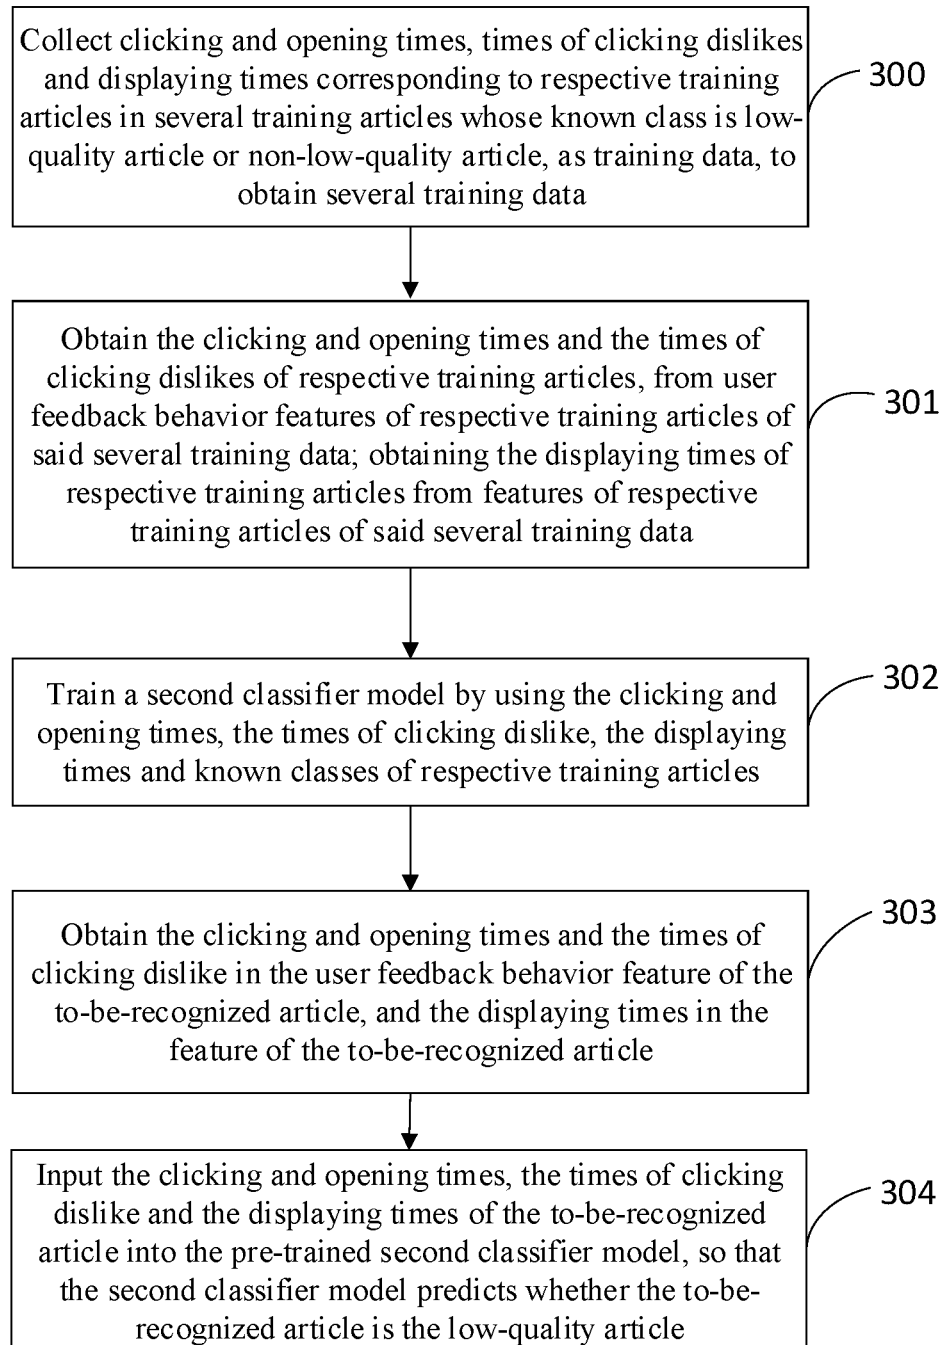 Collect clicking and opening times, times of clicking dislikes
and displaying times corresponding to respective training
articles in several training articles whose known class is low-
quality article or non-low-quality article, as training data, to
obtain several training data
300
Obtain the clicking and opening times and the times of
clicking dislikes of respective training articles, from user
feedback behavior features of respective training articles of
said several training data; obtaining the displaying times of
respective training articles from features of respective
training articles of said several training data
301
Train a second classifier model by using the clicking and
opening times, the times of clicking dislike, the displaying
times and known classes of respective training articles
302
Obtain the clicking and opening times and the times of
clicking dislike in the user feedback behavior feature of the
to-be-recognized article, and the displaying times in the
feature of the to-be-recognized article
303
Input the clicking and opening times, the times of clicking
dislike and the displaying times of the to-be-recognized
article into the pre-trained second classifier model, so that
the second classifier model predicts whether the to-be-
recognized article is the low-quality article
304